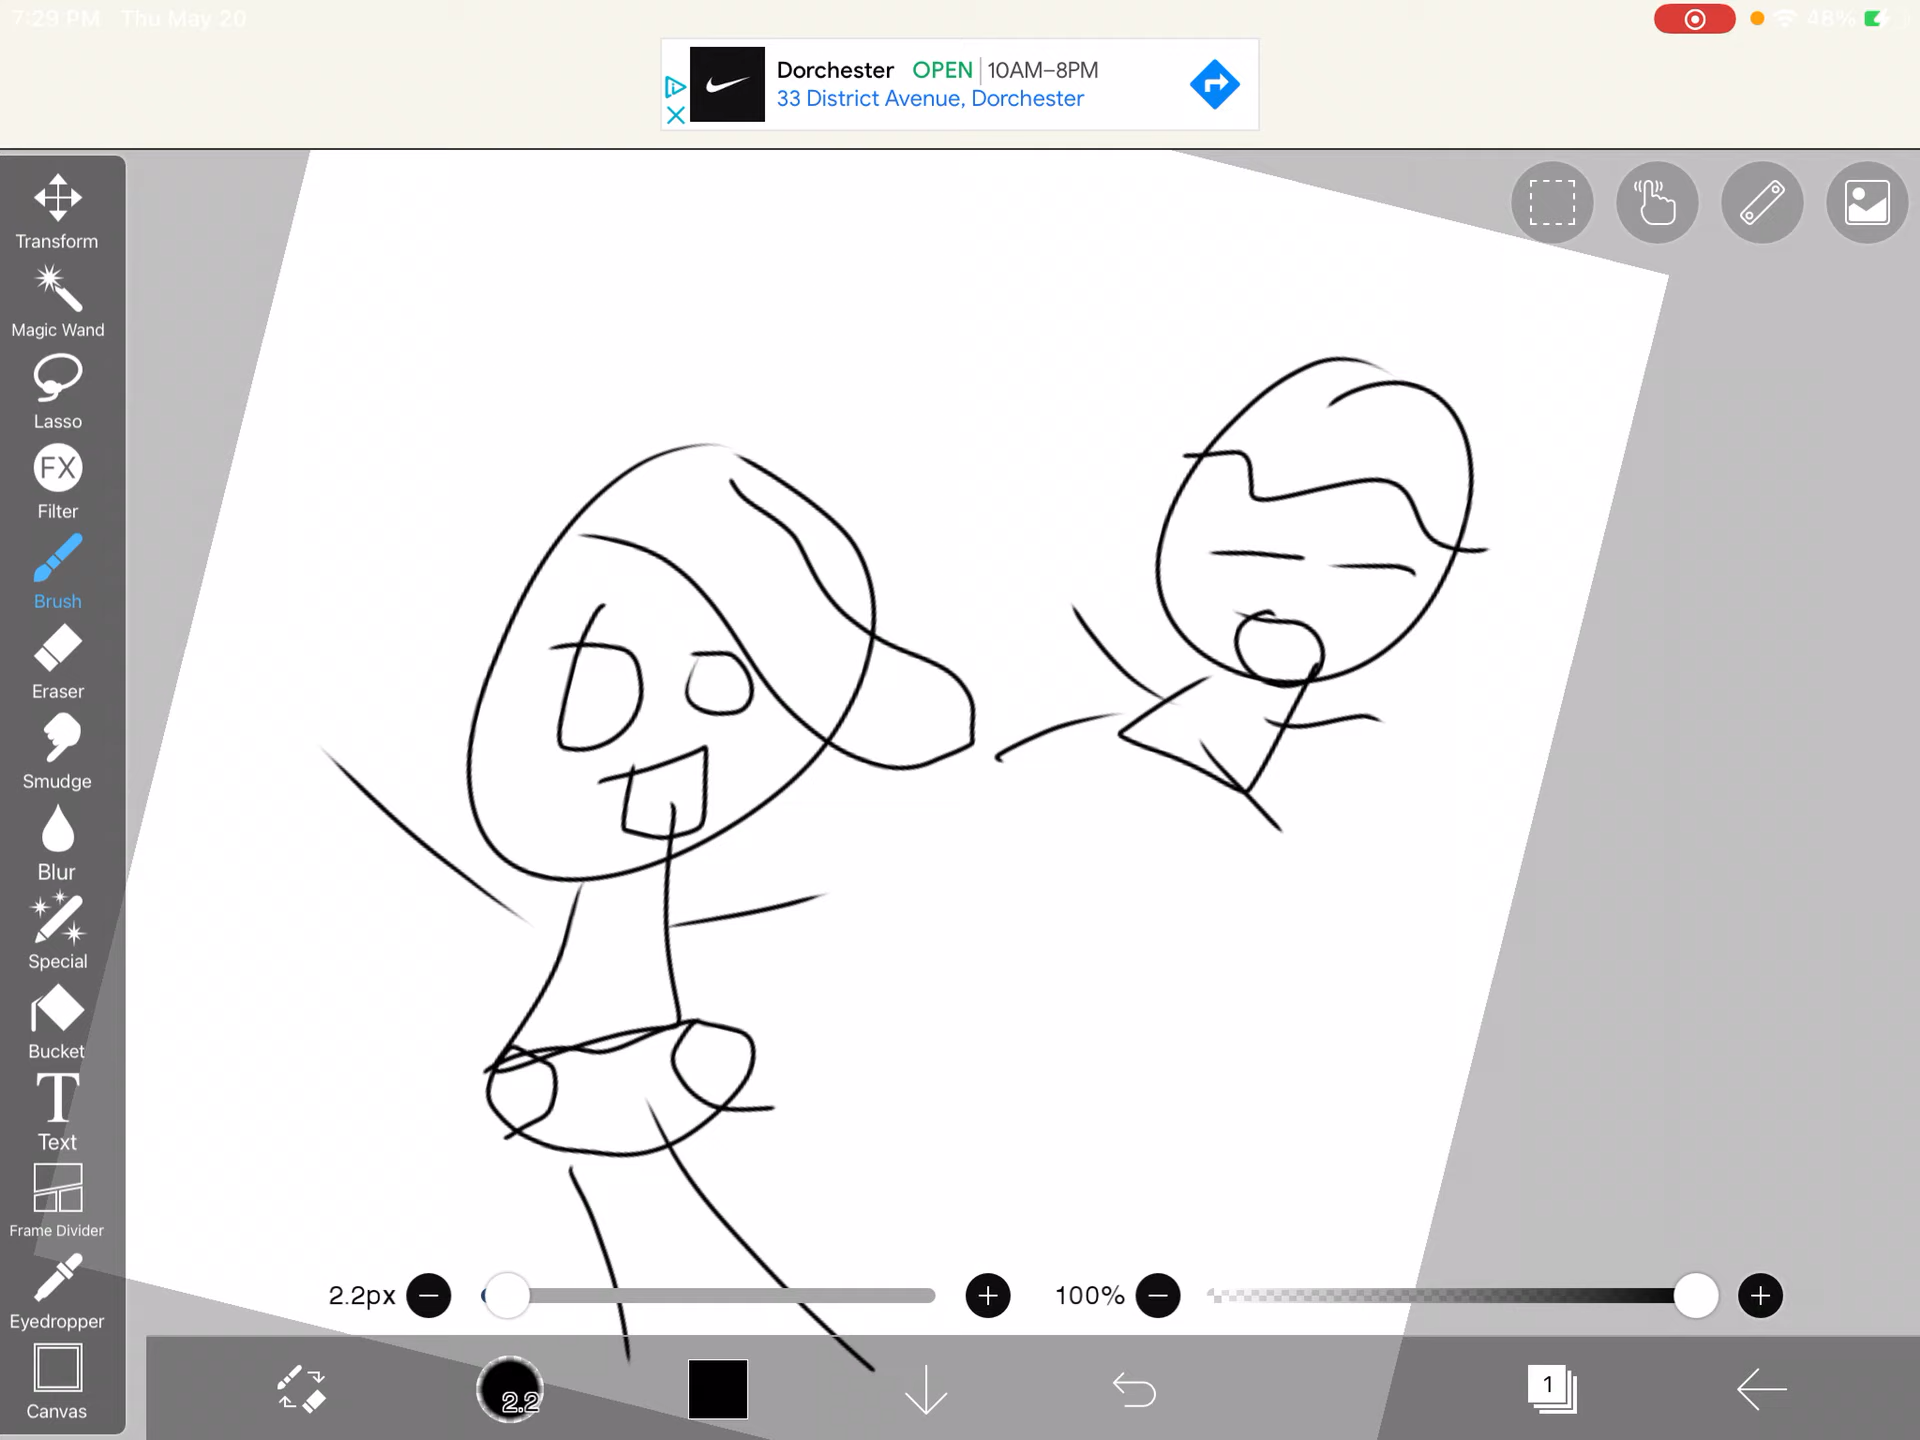 7:29 PM Thu May 20
48%
Dorchester OPEN 10AM–8PM
33 District Avenue, Dorchester
Transform
Magic Wand
Lasso
FX
Filter
Brush
Eraser
Smudge
Blur
Special
Bucket
T
Text
Frame Divider
Eyedropper
Canvas
2.2px
100%
2.2
1